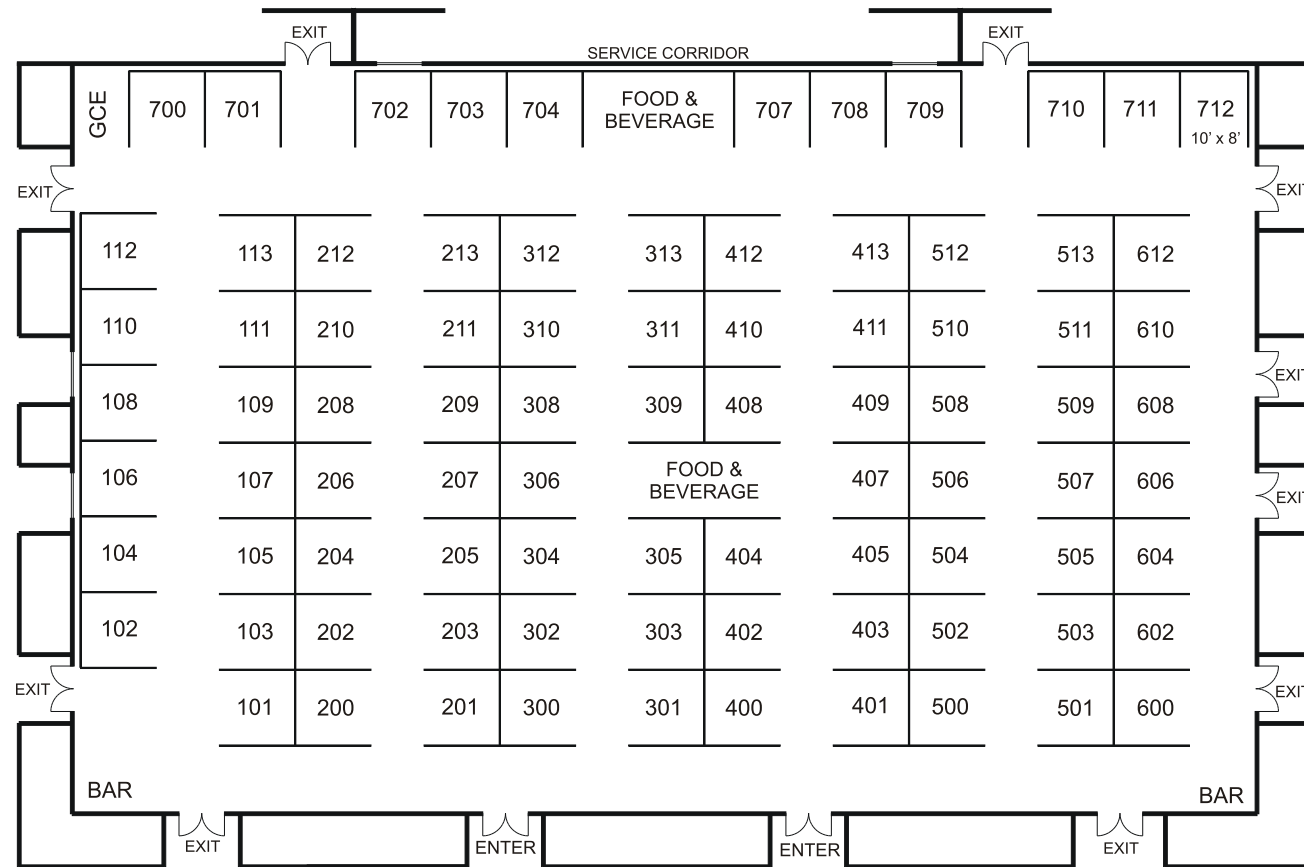 EXIT
EXIT
SERVICE CORRIDOR
GCE
700 701 702 703 704 FOOD & BEVERAGE 707 708 709 710 711 712
10' x 8'
EXIT
EXIT
112 113 212 213 312 313 412 413 512 513 612
110 111 210 211 310 311 410 411 510 511 610
EXIT
108 109 208 209 308 309 408 409 508 509 608
106 107 206 207 306 FOOD & BEVERAGE 407 506 507 606
EXIT
104 105 204 205 304 305 404 405 504 505 604
102 103 202 203 302 303 402 403 502 503 602
EXIT
EXIT
101 200 201 300 301 400 401 500 501 600
BAR
BAR
EXIT
ENTER
ENTER
EXIT